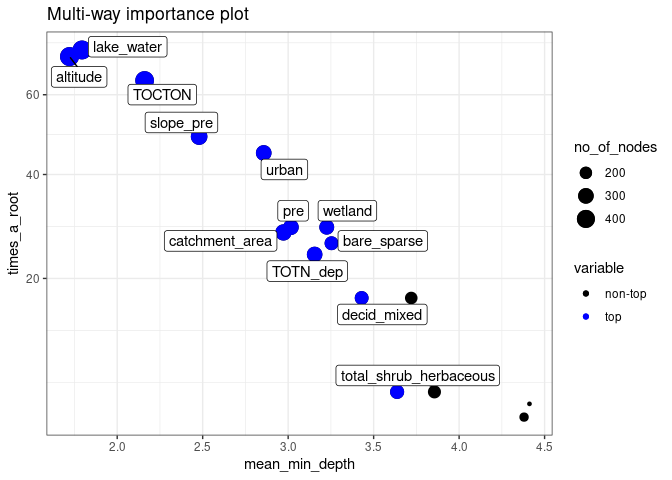 Multi-way importance plot
lake_water
altitude
TOCTON
slope_pre
urban
pre
wetland
catchment_area
bare_sparse
TOTN_dep
decid_mixed
total_shrub_herbaceous
60
40
20
times_a_root
2.0 2.5 3.0 3.5 4.0 4.5
mean_min_depth
no_of_nodes
200
300
400
variable
non-top
top